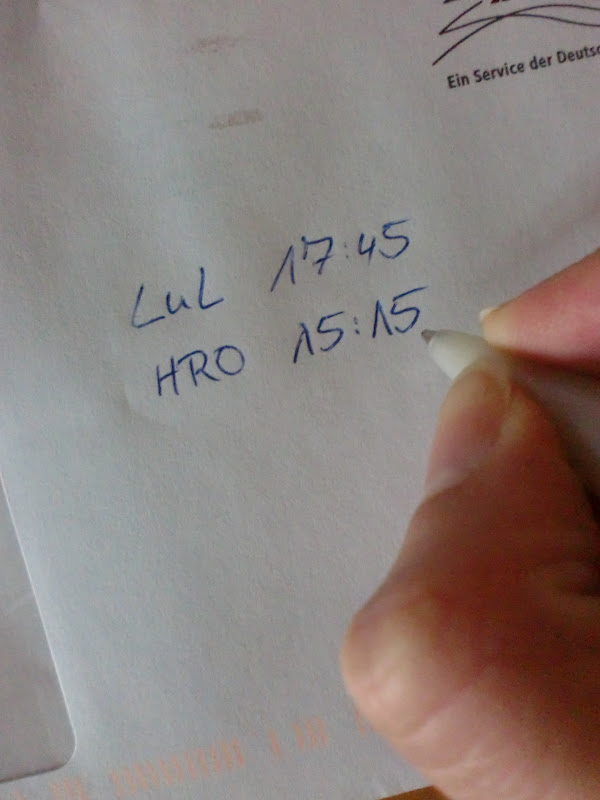 Ein Service der Deutsc
LuL 17:45
HRO 15:15